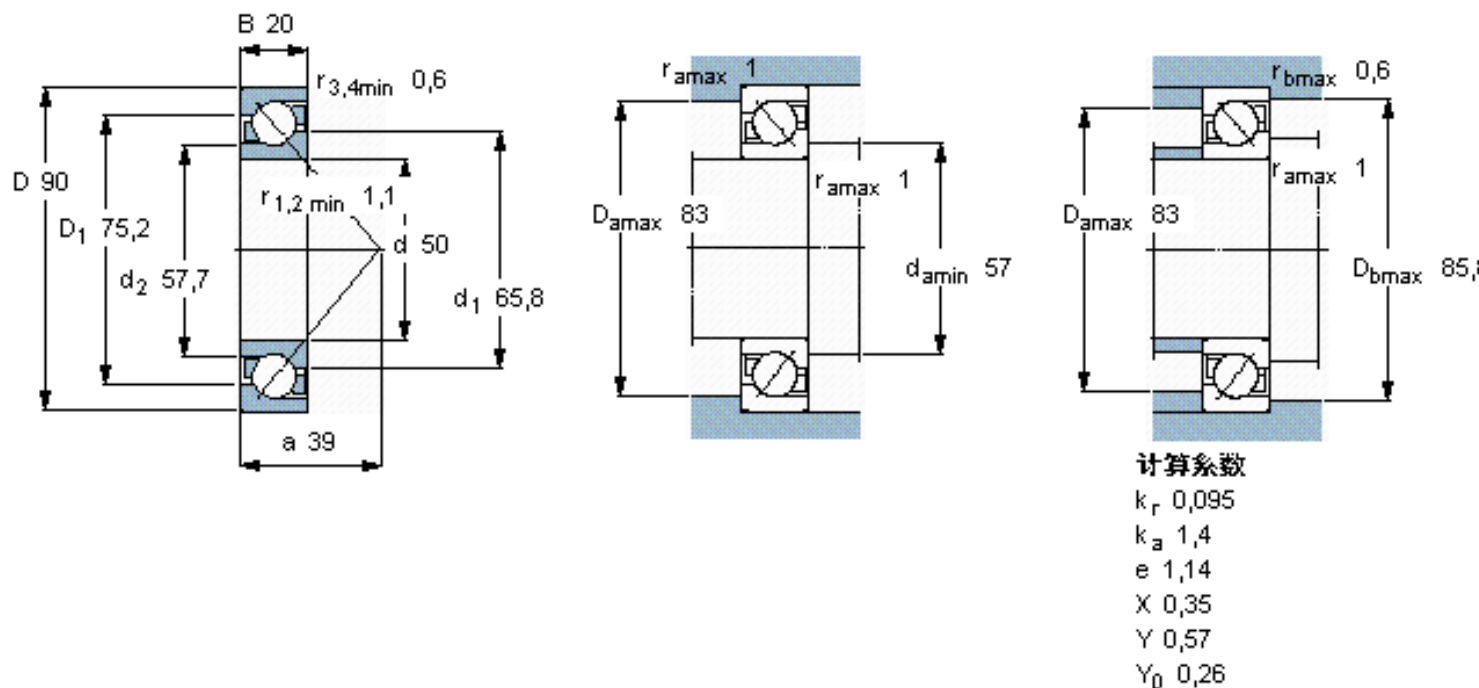 B 20
r3,4min 0,6
D 90
D1 75,2
d2 57,7
r1,2 min 1,1
d 50
d1 65,8
a 39
ramax 1
ramax 1
Damax 83
damin 57
rbmax 0,6
ramax 1
Damax 83
Dbmax 85,8
计算系数
kr 0,095
ka 1,4
e 1,14
X 0,35
Y 0,57
Y0 0,26